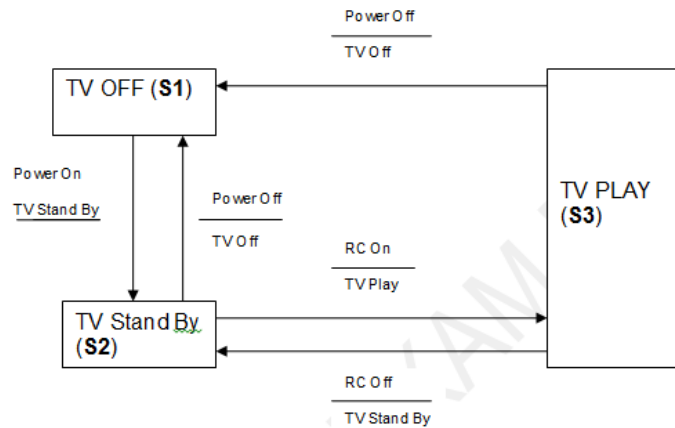 Power Off
TV Off
TV OFF (S1)
Power On
TV Stand By
Power Off
TV Off
TV PLAY
(S3)
RC On
TV Play
TV Stand By
(S2)
RC Off
TV Stand By